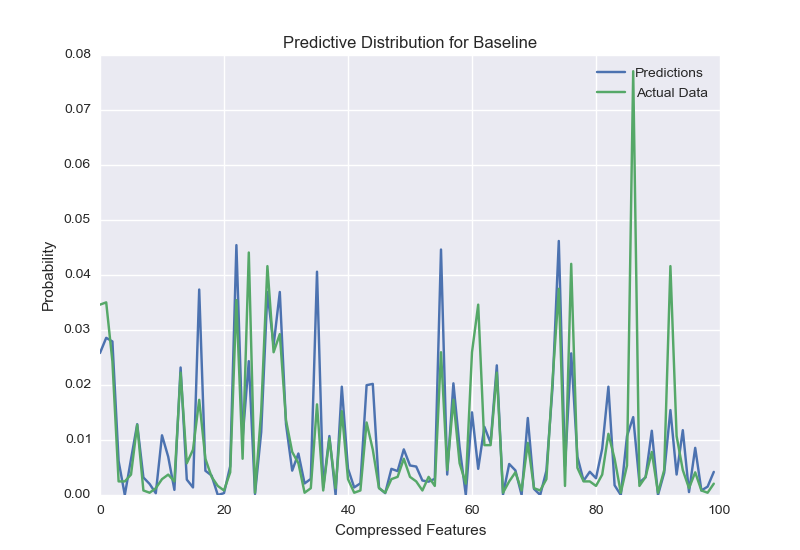 Predictive Distribution for Baseline
Predictions
Actual Data
0.08
0.07
0.06
0.05
0.04
0.03
0.02
0.01
0.00
Probability
0 20 40 60 80 100
Compressed Features